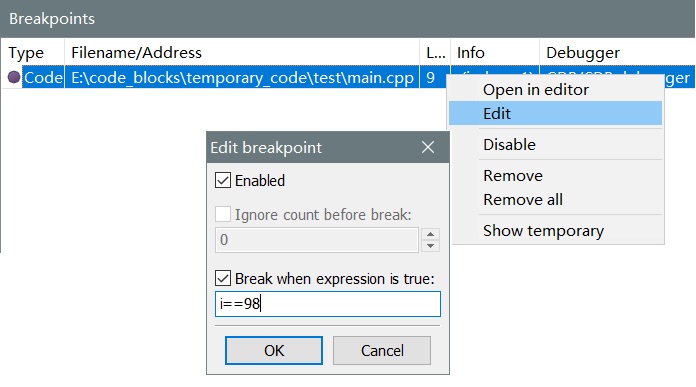 Breakpoints
Type Filename/Address L... Info Debugger
Code E:\code_blocks\temporary_code\test\main.cpp 9
Open in editor
Edit
Disable
Remove
Remove all
Show temporary
Edit breakpoint
Enabled
Ignore count before break:
0
Break when expression is true:
i==98
OK Cancel